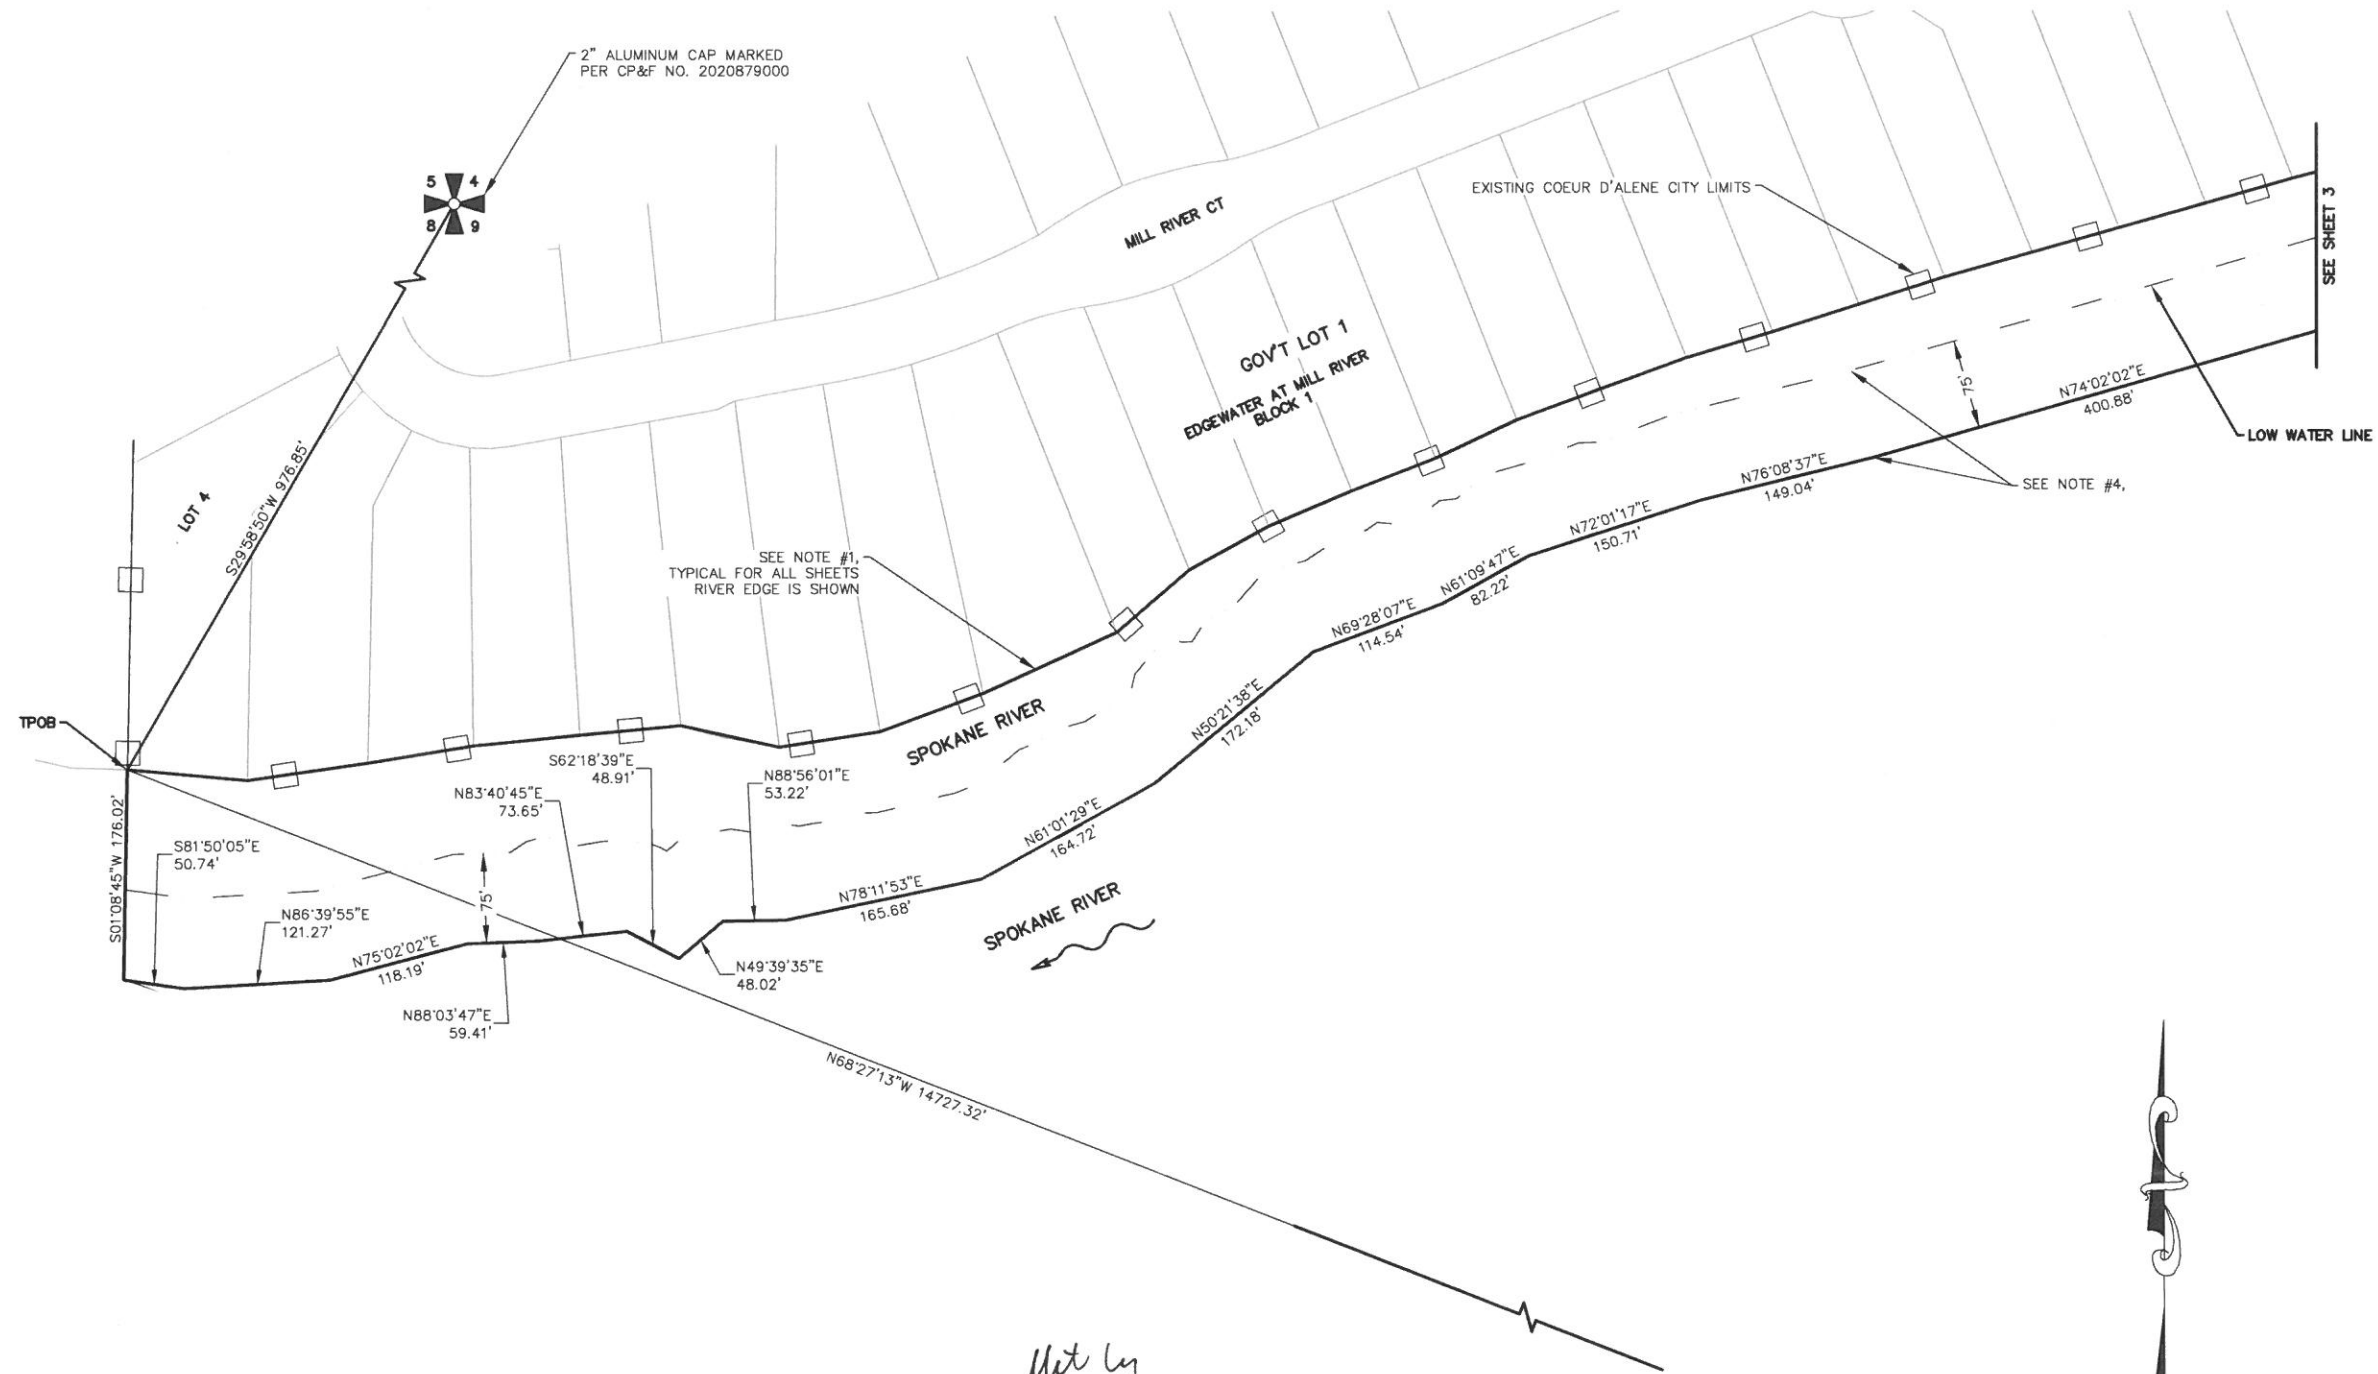 2" ALUMINUM CAP MARKED
PER CP&F NO. 2020879000
5 4
8 9
MILL RIVER CT
EXISTING COEUR D'ALENE CITY LIMITS
SEE SHEET 3
GOV'T LOT 1
EDGEWATER AT MILL RIVER
BLOCK 1
LOT 4
S29°58'50"W 976.85'
75'
N74°02'02"E
400.88'
LOW WATER LINE
SEE NOTE #4,
N76°08'37"E
149.04'
N72°01'17"E
150.71'
N61°09'47"E
82.22'
N69°28'07"E
114.54'
SEE NOTE #1,
TYPICAL FOR ALL SHEETS
RIVER EDGE IS SHOWN
N50°21'38"E
172.18'
TPOB
SPOKANE RIVER
S62°18'39"E
48.91'
N88°56'01"E
53.22'
N83°40'45"E
73.65'
N61°01'29"E
164.72'
S01°08'45"W 176.02'
S81°50'05"E
50.74'
75'
N78°11'53"E
165.68'
N86°39'55"E
121.27'
SPOKANE RIVER
N75°02'02"E
118.19'
N49°39'35"E
48.02'
N88°03'47"E
59.41'
N68°27'13"W 14727.32'